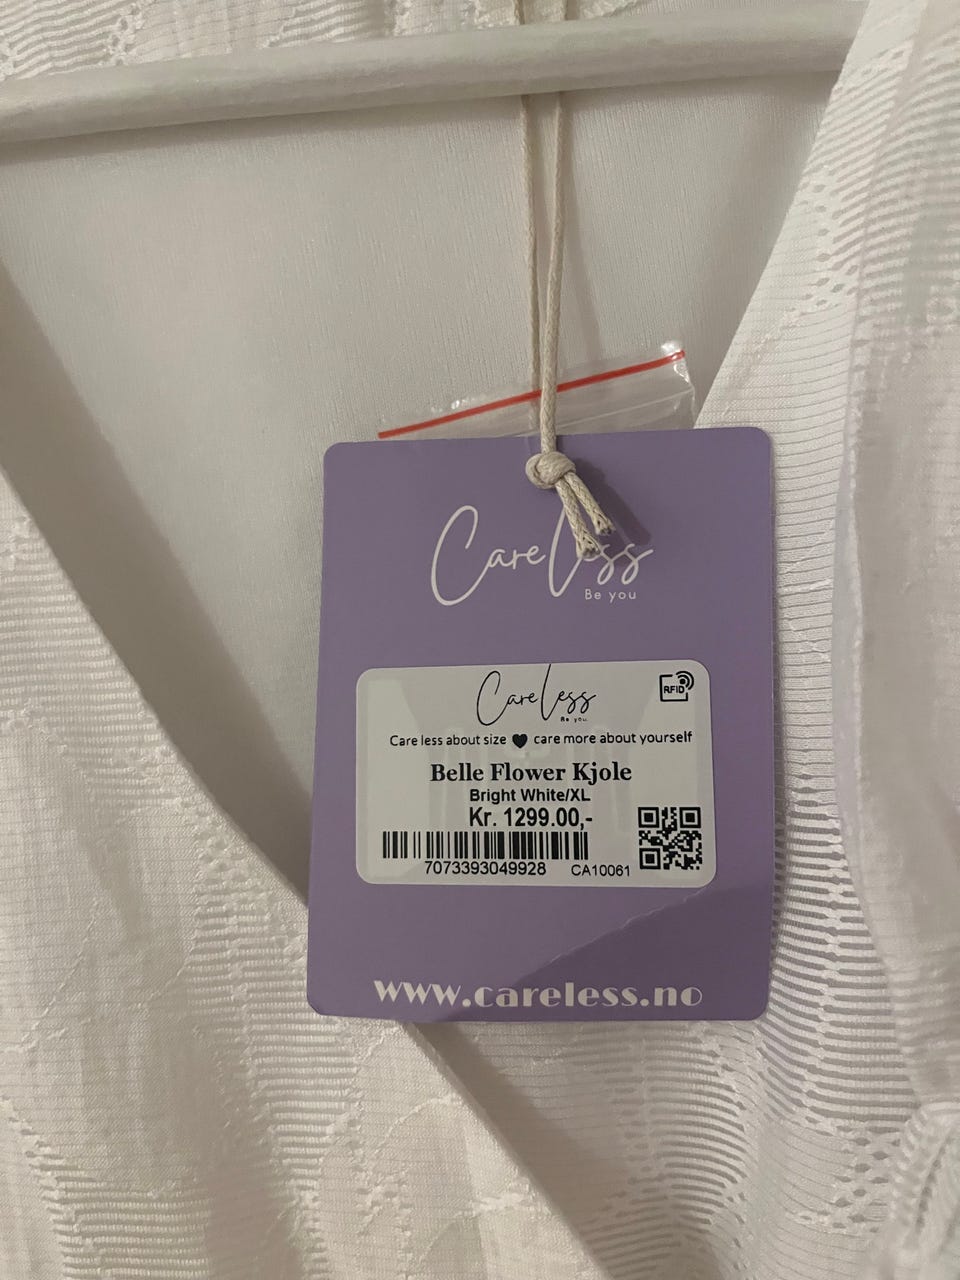 CareLess
Be you
CareLess
Be you
RFID
Care less about size care more about yourself
Belle Flower Kjole
Bright White/XL
Kr. 1299.00,-
7073393049928 CA10061
www.careless.no